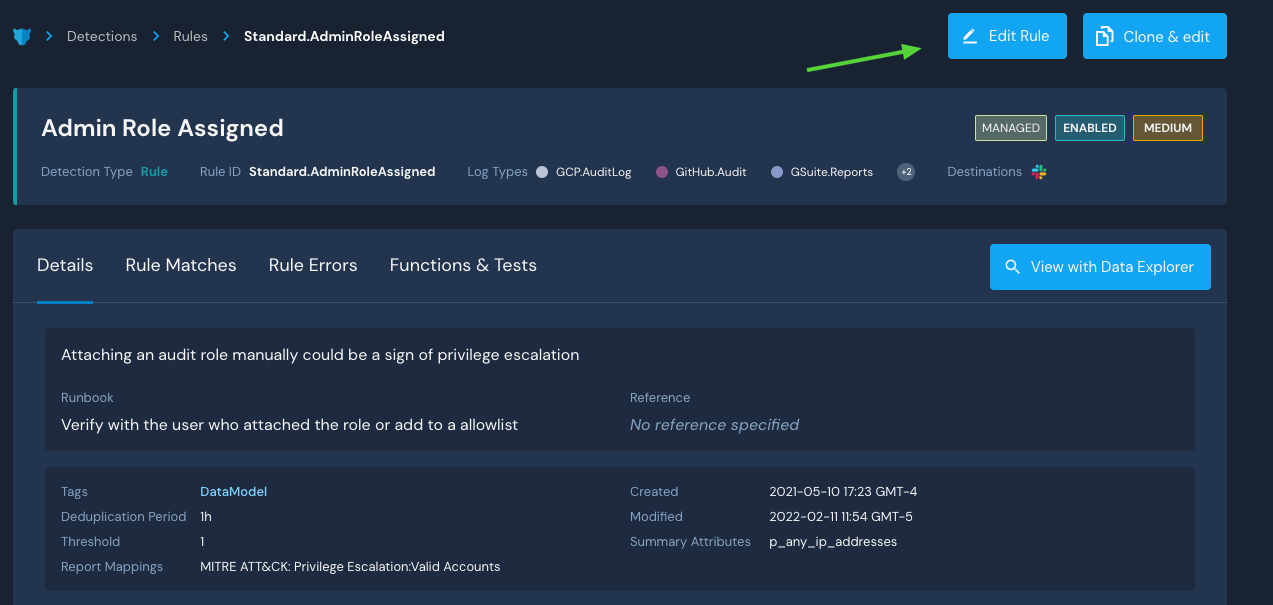 Detections Rules Standard.AdminRoleAssigned
Edit Rule
Clone & edit
Admin Role Assigned
MANAGED ENABLED MEDIUM
Detection Type Rule Rule ID Standard.AdminRoleAssigned Log Types GCP.AuditLog GitHub.Audit GSuite.Reports +2 Destinations
Details Rule Matches Rule Errors Functions & Tests
View with Data Explorer
Attaching an audit role manually could be a sign of privilege escalation
Runbook Reference
Verify with the user who attached the role or add to a allowlist No reference specified
Tags DataModel Created 2021-05-10 17:23 GMT-4
Deduplication Period 1h Modified 2022-02-11 11:54 GMT-5
Threshold 1 Summary Attributes p_any_ip_addresses
Report Mappings MITRE ATT&CK: Privilege Escalation:Valid Accounts